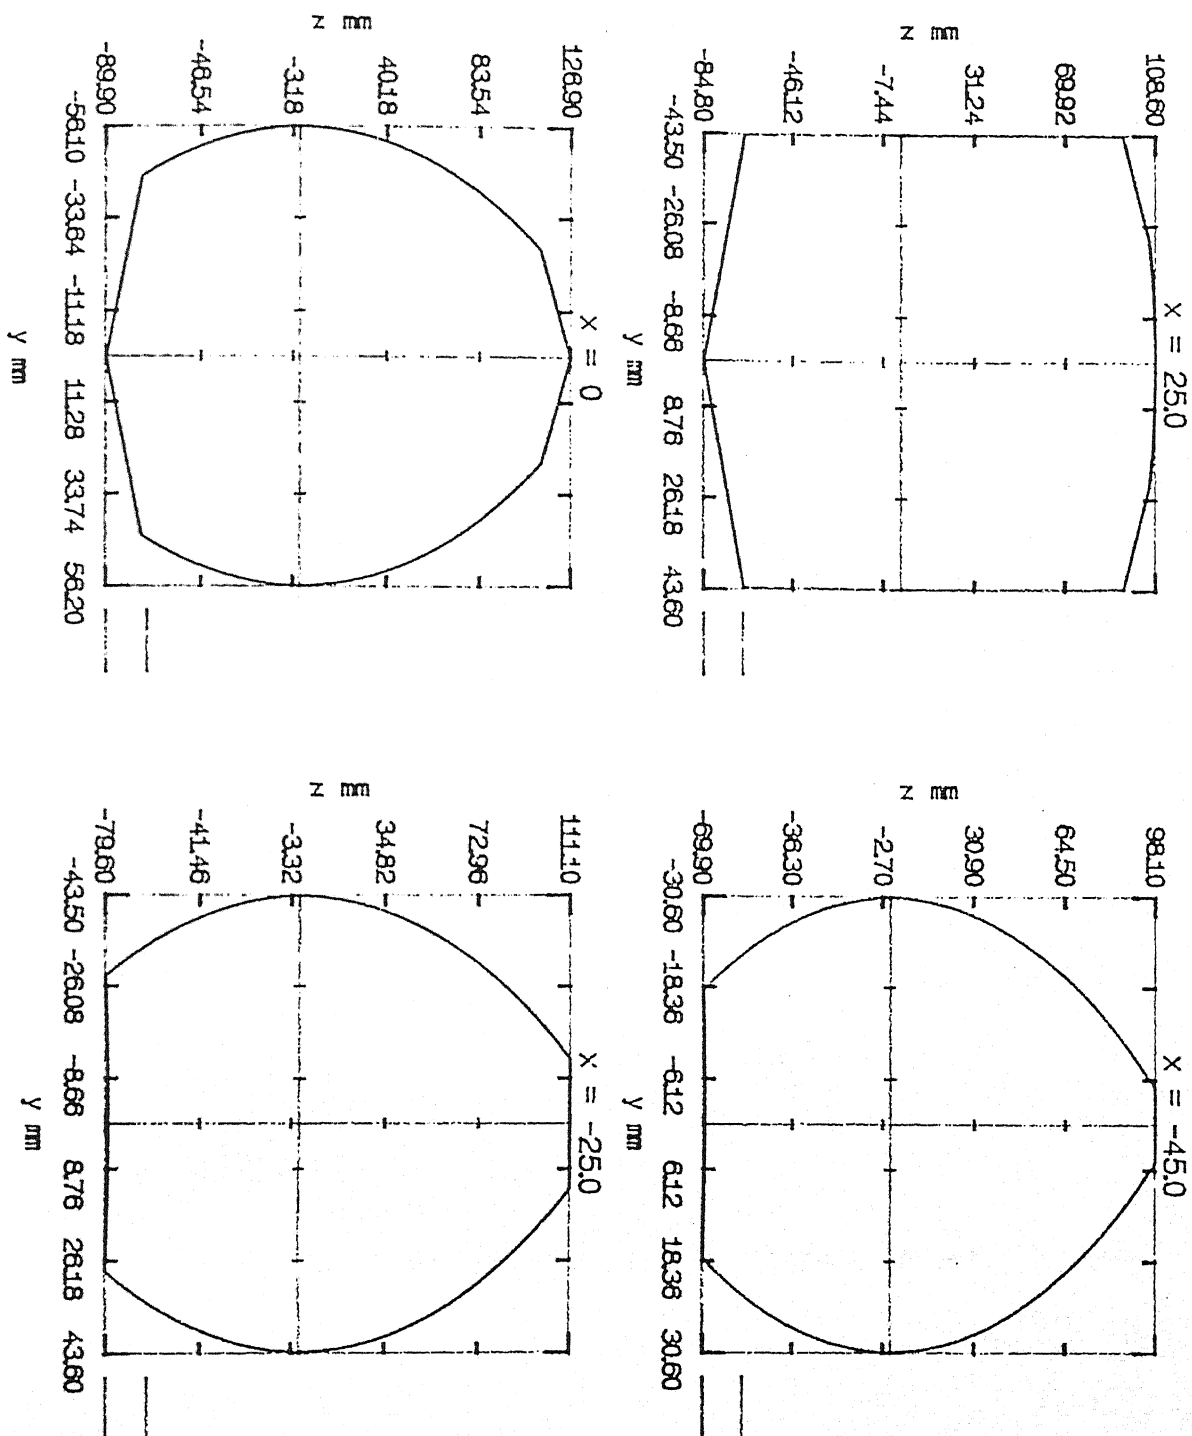 x = 25.0
108.60
69.92
31.24
z mm
-7.44
-46.12
-84.80
-43.50 -26.08 -8.66 8.76 26.18 43.60
y mm
x = -45.0
98.10
64.50
30.90
z mm
-2.70
-36.30
-69.90
-30.60 -18.36 -6.12 6.12 18.36 30.60
y mm
x = 0
126.90
83.54
40.18
z mm
-3.18
-46.54
-89.90
-56.10 -33.64 -11.18 11.28 33.74 56.20
y mm
x = -25.0
111.10
72.96
34.82
z mm
-3.32
-41.46
-79.60
-43.50 -26.08 -8.66 8.76 26.18 43.60
y mm